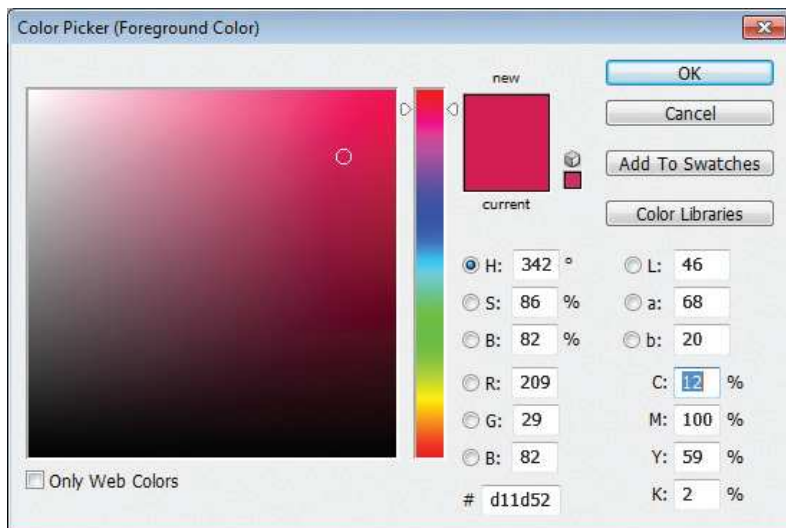 Color Picker (Foreground Color)
new
current
OK
Cancel
Add To Swatches
Color Libraries
H: 342 °
S: 86 %
B: 82 %
R: 209
G: 29
B: 82
# d11d52
L: 46
a: 68
b: 20
C: 12 %
M: 100 %
Y: 59 %
K: 2 %
Only Web Colors